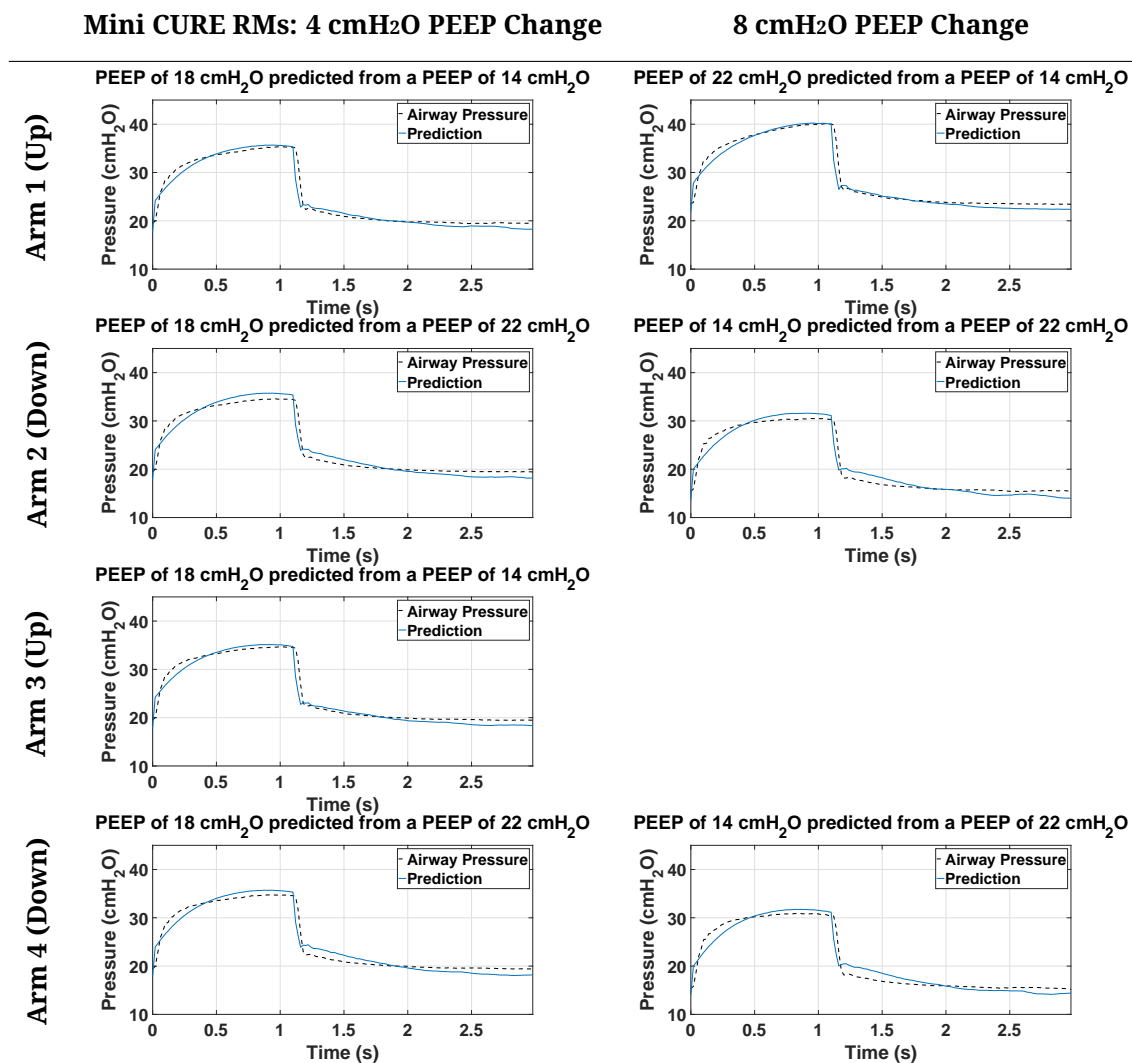 Mini CURE RMs: 4 cmH2O PEEP Change
8 cmH2O PEEP Change
Arm 1 (Up)
PEEP of 18 cmH2O predicted from a PEEP of 14 cmH2O
Pressure (cmH2O)
40
30
20
10
Airway Pressure
Prediction
0 0.5 1 1.5 2 2.5
Time (s)
PEEP of 22 cmH2O predicted from a PEEP of 14 cmH2O
Pressure (cmH2O)
40
30
20
10
Airway Pressure
Prediction
0 0.5 1 1.5 2 2.5
Time (s)
Arm 2 (Down)
PEEP of 18 cmH2O predicted from a PEEP of 22 cmH2O
Pressure (cmH2O)
40
30
20
10
Airway Pressure
Prediction
0 0.5 1 1.5 2 2.5
Time (s)
PEEP of 14 cmH2O predicted from a PEEP of 22 cmH2O
Pressure (cmH2O)
40
30
20
10
Airway Pressure
Prediction
0 0.5 1 1.5 2 2.5
Time (s)
Arm 3 (Up)
PEEP of 18 cmH2O predicted from a PEEP of 14 cmH2O
Pressure (cmH2O)
40
30
20
10
Airway Pressure
Prediction
0 0.5 1 1.5 2 2.5
Time (s)
Arm 4 (Down)
PEEP of 18 cmH2O predicted from a PEEP of 22 cmH2O
Pressure (cmH2O)
40
30
20
10
Airway Pressure
Prediction
0 0.5 1 1.5 2 2.5
Time (s)
PEEP of 14 cmH2O predicted from a PEEP of 22 cmH2O
Pressure (cmH2O)
40
30
20
10
Airway Pressure
Prediction
0 0.5 1 1.5 2 2.5
Time (s)